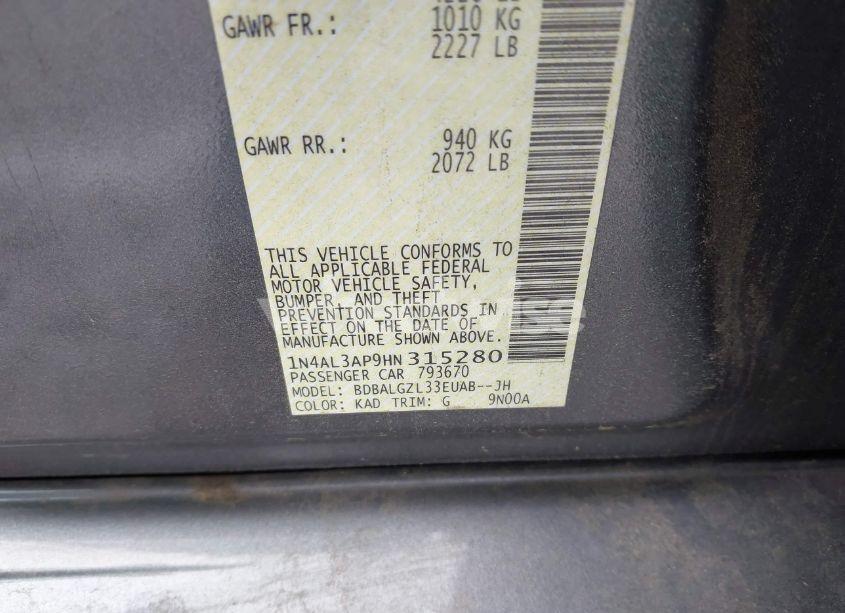 GAWR FR.: 1010 KG
2227 LB
GAWR RR.: 940 KG
2072 LB
THIS VEHICLE CONFORMS TO
ALL APPLICABLE FEDERAL
MOTOR VEHICLE SAFETY,
BUMPER, AND THEFT
PREVENTION STANDARDS IN
EFFECT ON THE DATE OF
MANUFACTURE SHOWN ABOVE.
1N4AL3AP9HN315280
PASSENGER CAR 793670
MODEL: BDBALGZL33EUAB--JH
COLOR: KAD TRIM: G 9N00A